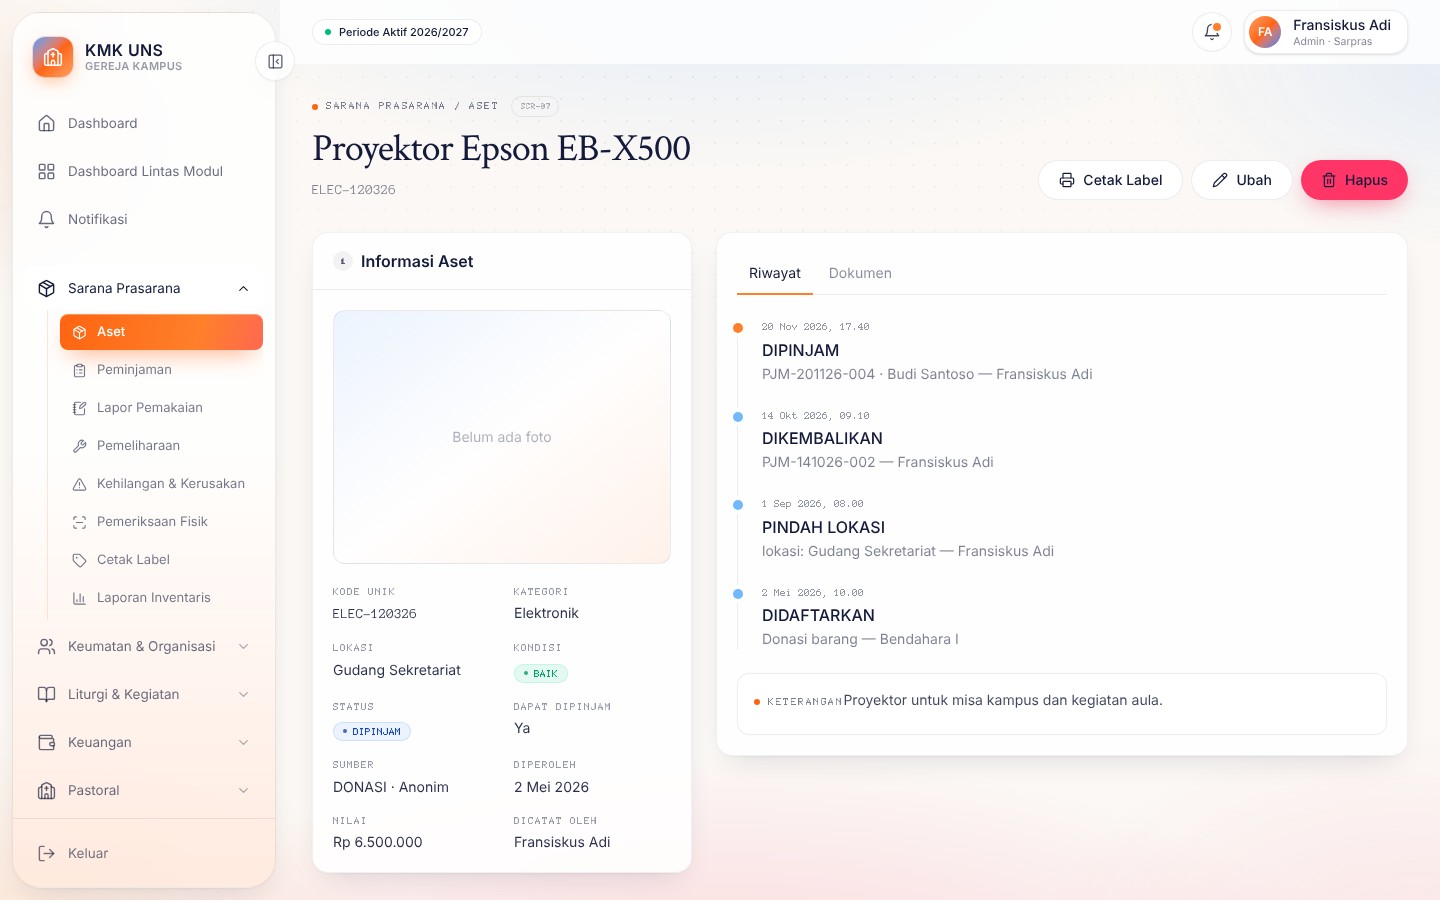 KMK UNS
GEREJA KAMPUS
Dashboard
Dashboard Lintas Modul
Notifikasi
Sarana Prasarana
Aset
Peminjaman
Lapor Pemakaian
Pemeliharaan
Kehilangan & Kerusakan
Pemeriksaan Fisik
Cetak Label
Laporan Inventaris
Keumatan & Organisasi
Liturgi & Kegiatan
Keuangan
Pastoral
Keluar
Periode Aktif 2026/2027
FA
Fransiskus Adi
Admin · Sarpras
SARANA PRASARANA / ASET SCR-07
Proyektor Epson EB-X500
ELEC-120326
Cetak Label
Ubah
Hapus
Informasi Aset
Belum ada foto
KODE UNIK
ELEC-120326
KATEGORI
Elektronik
LOKASI
Gudang Sekretariat
KONDISI
BAIK
STATUS
DIPINJAM
DAPAT DIPINJAM
Ya
SUMBER
DONASI · Anonim
DIPEROLEH
2 Mei 2026
NILAI
Rp 6.500.000
DICATAT OLEH
Fransiskus Adi
Riwayat
Dokumen
20 Nov 2026, 17.40
DIPINJAM
PJM-201126-004 · Budi Santoso — Fransiskus Adi
14 Okt 2026, 09.10
DIKEMBALIKAN
PJM-141026-002 — Fransiskus Adi
1 Sep 2026, 08.00
PINDAH LOKASI
lokasi: Gudang Sekretariat — Fransiskus Adi
2 Mei 2026, 10.00
DIDAFTARKAN
Donasi barang — Bendahara I
KETERANGAN Proyektor untuk misa kampus dan kegiatan aula.